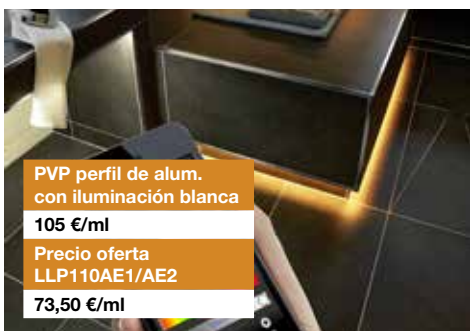 PVP perfil de alum.
con iluminación blanca
105 €/ml
Precio oferta
LLP110AE1/AE2
73,50 €/ml